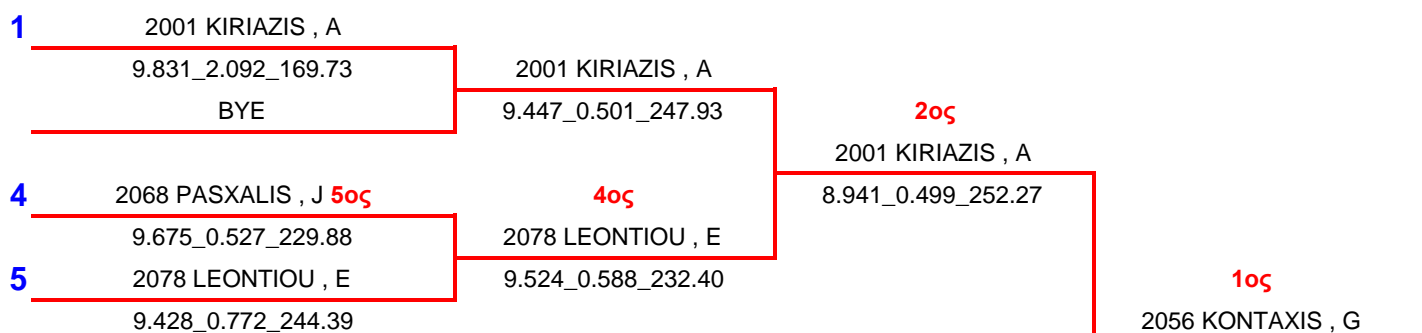 1 2001 KIRIAZIS , A
9.831_2.092_169.73 2001 KIRIAZIS , A
BYE 9.447_0.501_247.93 2ος
2001 KIRIAZIS , A
4 2068 PASXALIS , J 5ος 4ος 8.941_0.499_252.27
9.675_0.527_229.88 2078 LEONTIOU , E
5 2078 LEONTIOU , E 9.524_0.588_232.40 1ος
9.428_0.772_244.39 2056 KONTAXIS , G